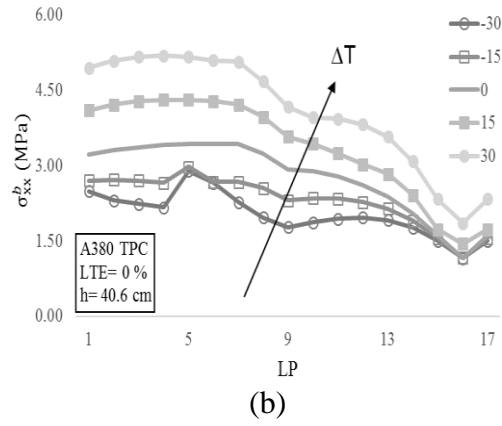 6.00
4.50
3.00
1.50
0.00
σᵇₓₓ (MPa)
ΔT
-30
-15
0
15
30
A380 TPC
LTE= 0 %
h= 40.6 cm
1 5 9 13 17
LP
(b)